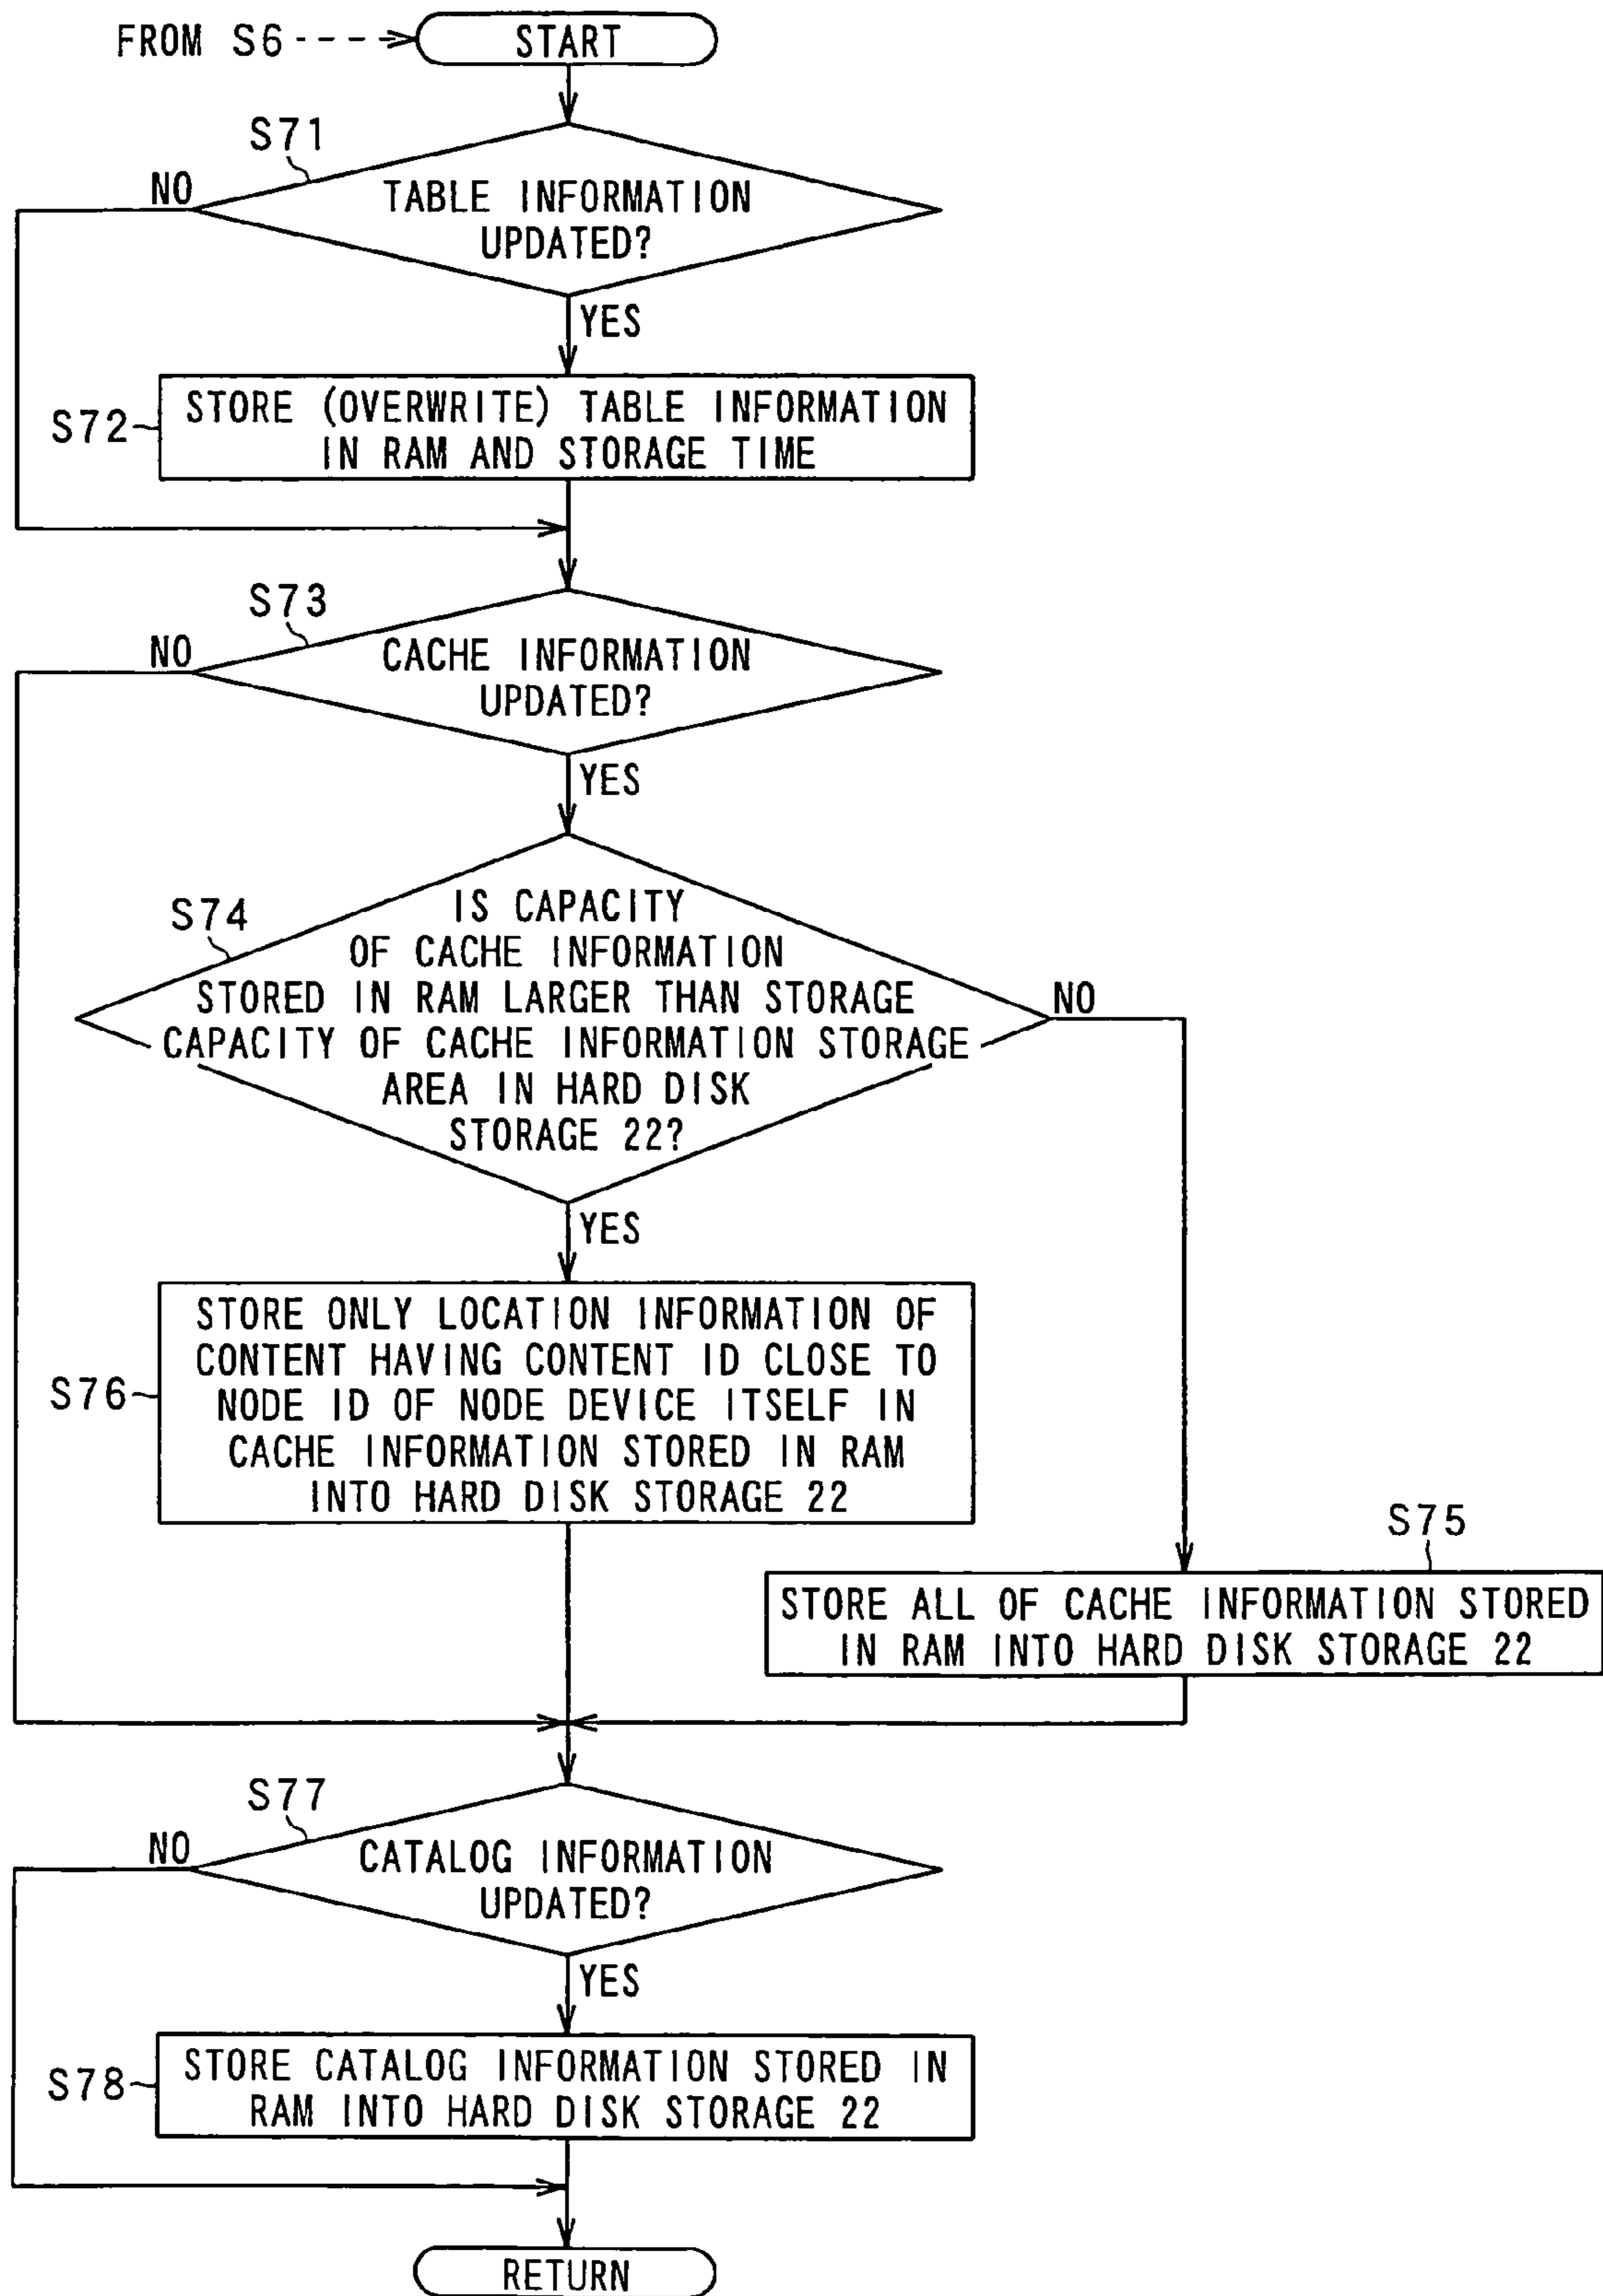 FROM S6
START
S71
NO
TABLE INFORMATION
UPDATED?
YES
S72
STORE (OVERWRITE) TABLE INFORMATION
IN RAM AND STORAGE TIME
S73
NO
CACHE INFORMATION
UPDATED?
YES
S74
IS CAPACITY
OF CACHE INFORMATION
STORED IN RAM LARGER THAN STORAGE
CAPACITY OF CACHE INFORMATION STORAGE
AREA IN HARD DISK
STORAGE 22?
NO
YES
S76
STORE ONLY LOCATION INFORMATION OF
CONTENT HAVING CONTENT ID CLOSE TO
NODE ID OF NODE DEVICE ITSELF IN
CACHE INFORMATION STORED IN RAM
INTO HARD DISK STORAGE 22
S75
STORE ALL OF CACHE INFORMATION STORED
IN RAM INTO HARD DISK STORAGE 22
S77
NO
CATALOG INFORMATION
UPDATED?
YES
S78
STORE CATALOG INFORMATION STORED IN
RAM INTO HARD DISK STORAGE 22
RETURN